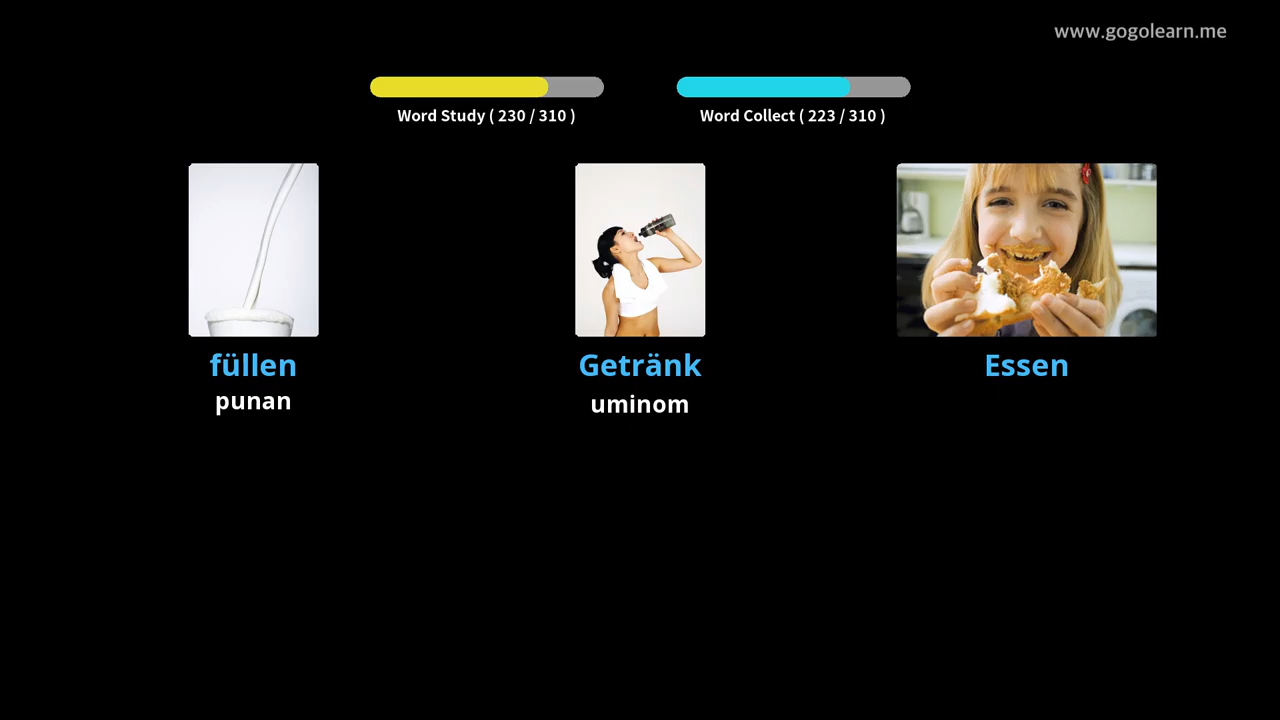 www.gogolearn.me
Word Study ( 230 / 310 )
Word Collect ( 223 / 310 )
füllen
Getränk
Essen
punan
uminom